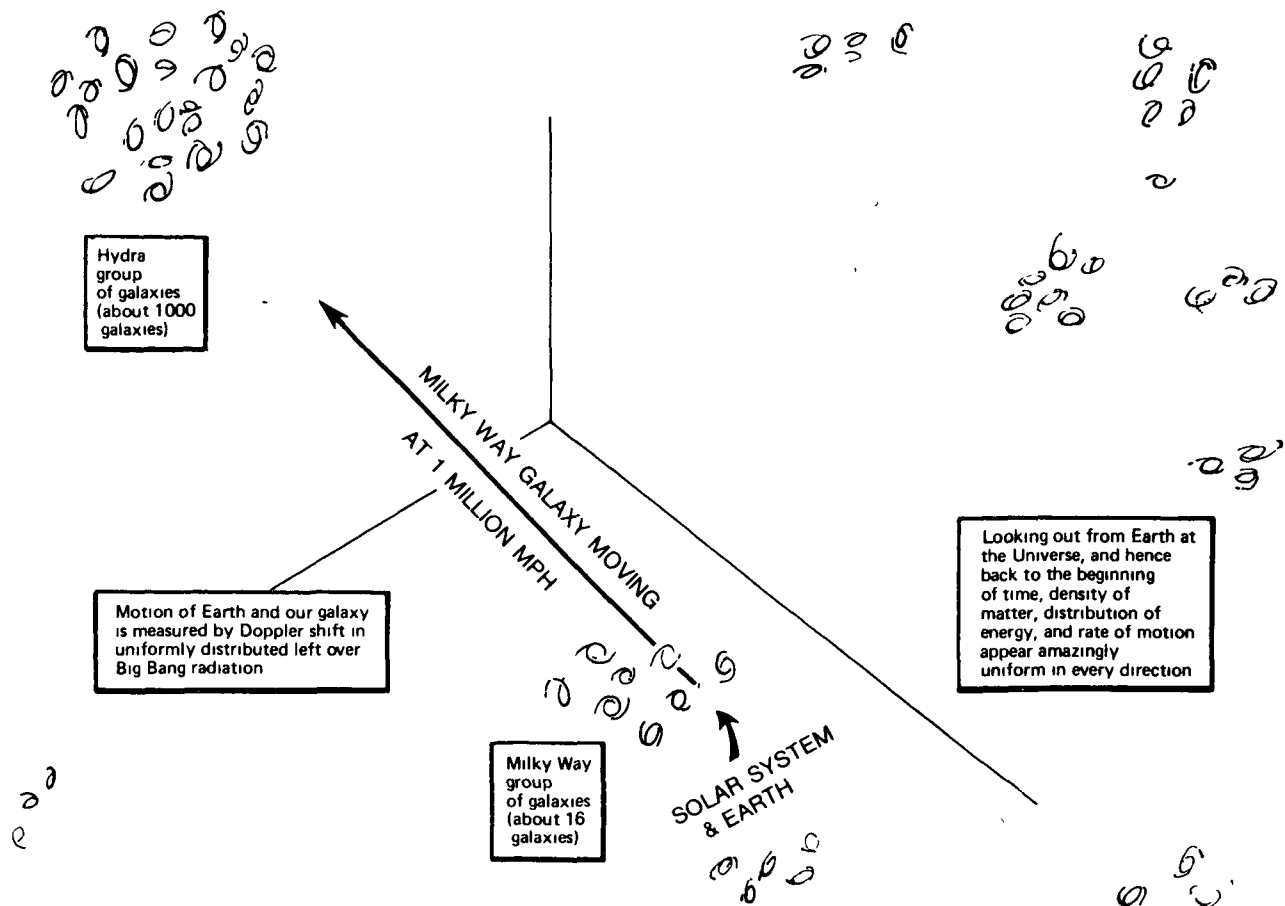 Hydra
group
of galaxies
(about 1000
galaxies)
MILKY WAY GALAXY MOVING
AT 1 MILLION MPH
Motion of Earth and our galaxy
is measured by Doppler shift in
uniformly distributed left over
Big Bang radiation
Looking out from Earth at
the Universe, and hence
back to the beginning
of time, density of
matter, distribution of
energy, and rate of motion
appear amazingly
uniform in every direction
Milky Way
group
of galaxies
(about 16
galaxies)
SOLAR SYSTEM
& EARTH